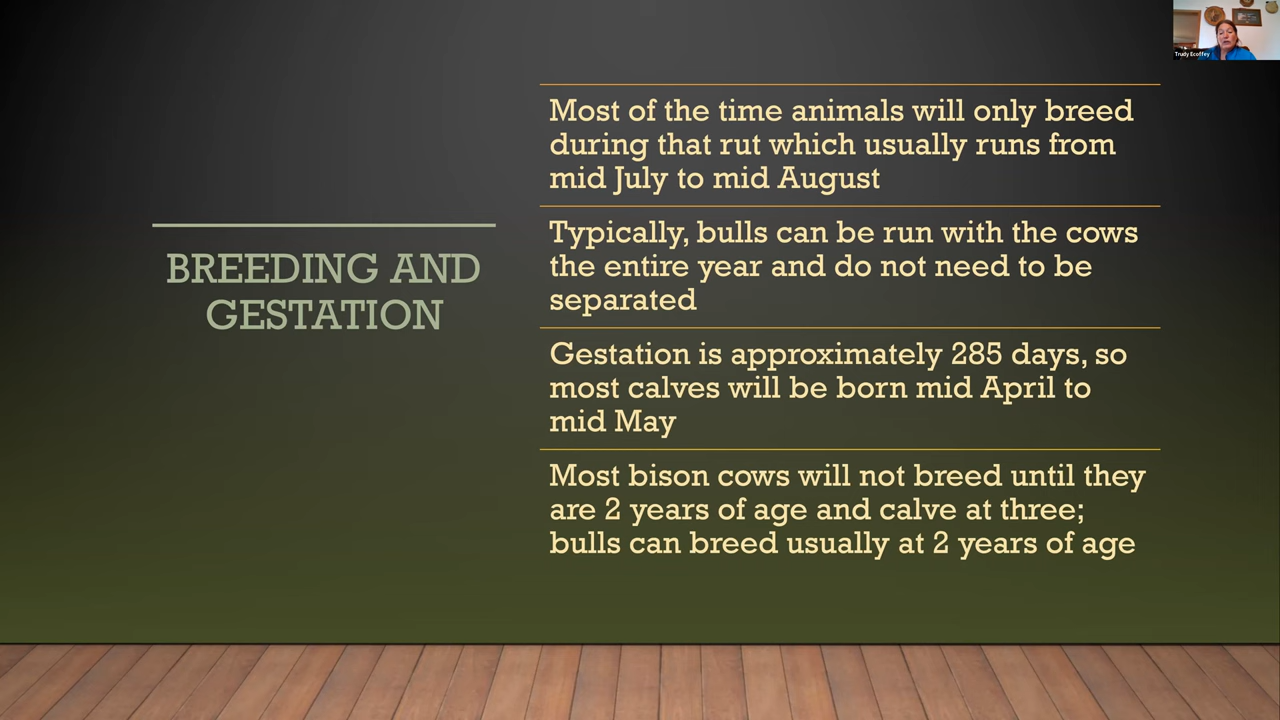 Trudy Ecoffey
BREEDING AND
GESTATION
Most of the time animals will only breed
during that rut which usually runs from
mid July to mid August
Typically, bulls can be run with the cows
the entire year and do not need to be
separated
Gestation is approximately 285 days, so
most calves will be born mid April to
mid May
Most bison cows will not breed until they
are 2 years of age and calve at three;
bulls can breed usually at 2 years of age